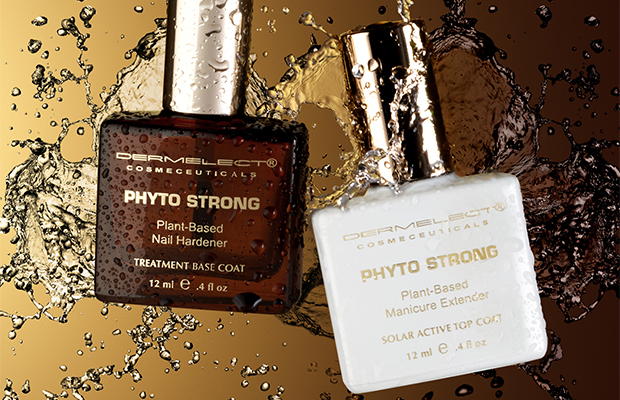 DERMELECT®
COSMECEUTICALS
PHYTO STRONG
Plant-Based
Nail Hardener
TREATMENT BASE COAT
12 ml ℮ .4 fl oz
DERMELECT®
COSMECEUTICALS
PHYTO STRONG
Plant-Based
Manicure Extender
SOLAR ACTIVE TOP COAT
12 ml ℮ .4 fl oz